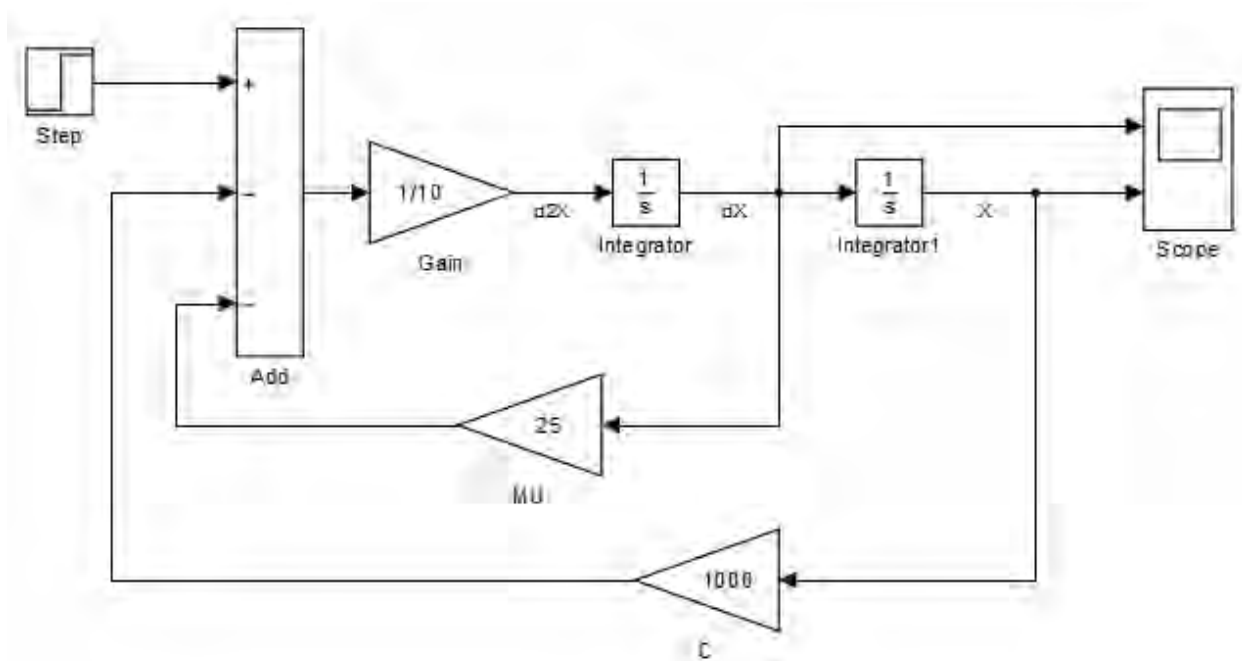 Step
+
-
-
Add
1/10
Gain
d2X
1
s
Integrator
dX
1
s
Integrator1
X
Scope
25
MU
1000
C